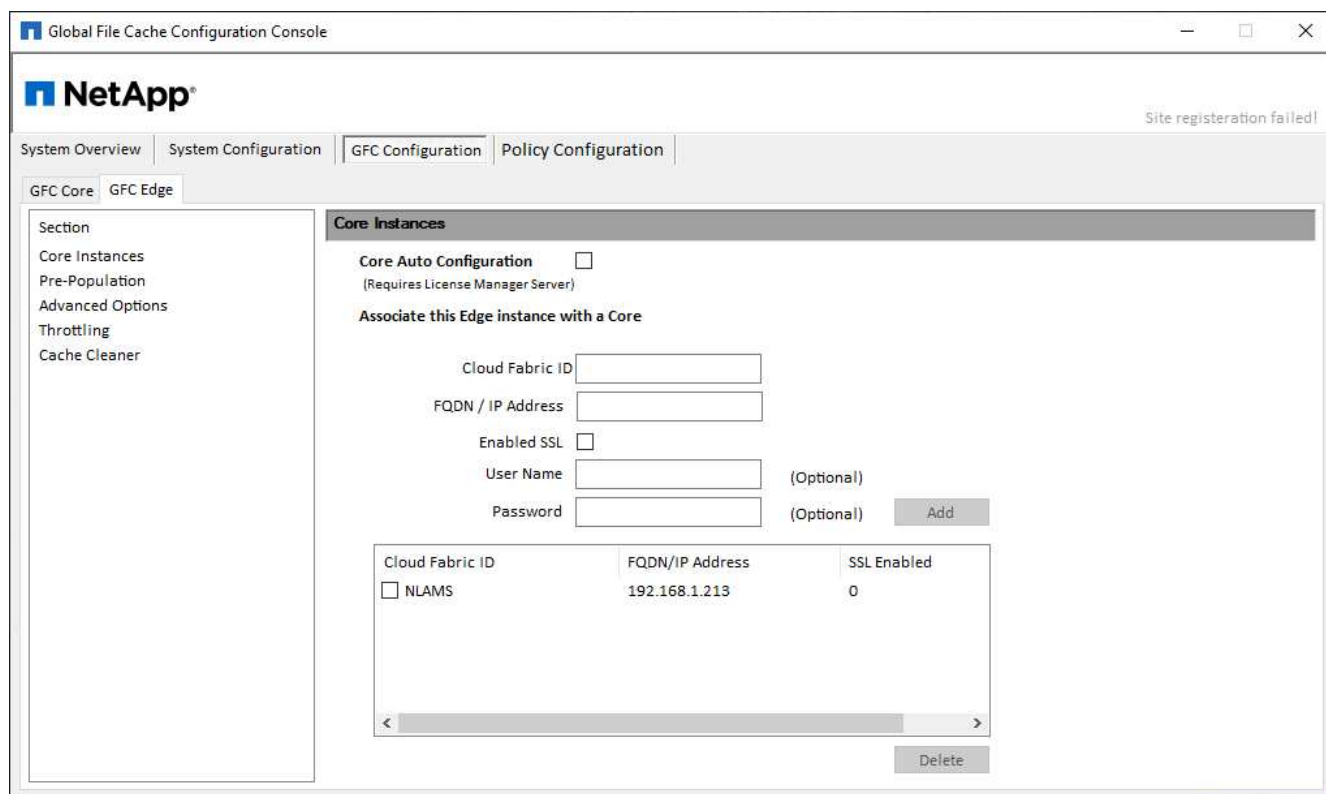 Global File Cache Configuration Console
NetApp®
Site registeration failed!
System Overview System Configuration GFC Configuration Policy Configuration
GFC Core GFC Edge
Section
Core Instances
Pre-Population
Advanced Options
Throttling
Cache Cleaner
Core Instances
Core Auto Configuration
(Requires License Manager Server)
Associate this Edge instance with a Core
Cloud Fabric ID
FQDN / IP Address
Enabled SSL
User Name (Optional)
Password (Optional) Add
Cloud Fabric ID FQDN/IP Address SSL Enabled
NLAMS 192.168.1.213 0
Delete